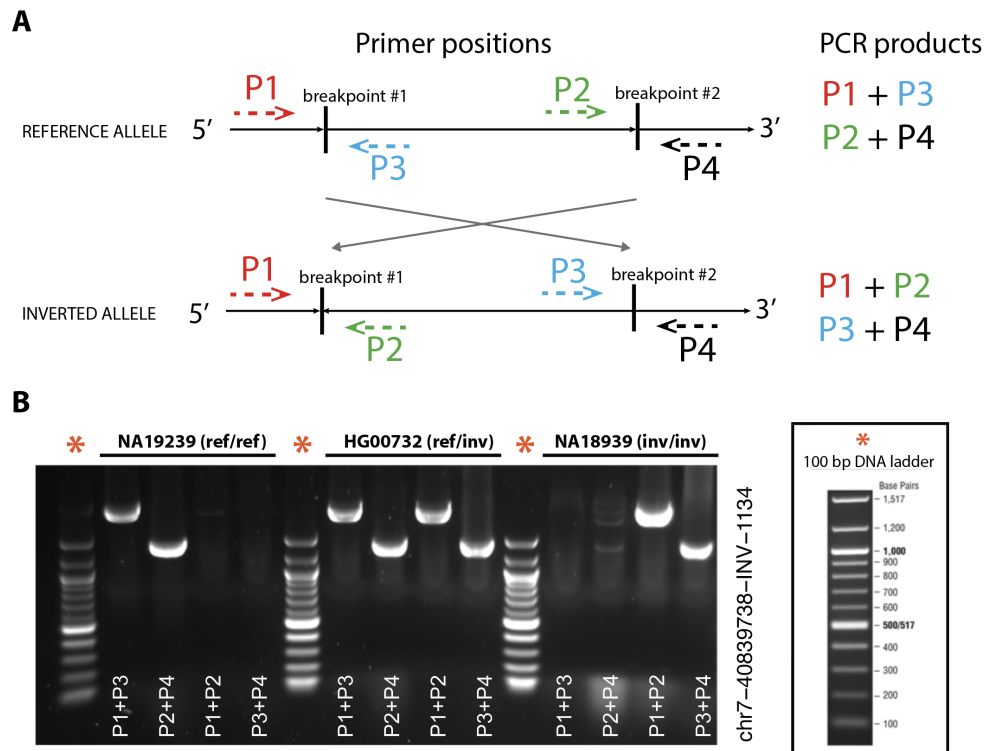 A
Primer positions
PCR products
REFERENCE ALLELE
5′
P1
breakpoint #1
P3
P2
breakpoint #2
P4
3′
P1 + P3
P2 + P4
INVERTED ALLELE
5′
P1
breakpoint #1
P2
P3
breakpoint #2
P4
3′
P1 + P2
P3 + P4
B
* NA19239 (ref/ref) * HG00732 (ref/inv) * NA18939 (inv/inv)
P1+P3
P2+P4
P1+P2
P3+P4
P1+P3
P2+P4
P1+P2
P3+P4
P1+P3
P2+P4
P1+P2
P3+P4
chr7−40839738−INV−1134
*
100 bp DNA ladder
Base Pairs
1,517
1,200
1,000
900
800
700
600
500/517
400
300
200
100